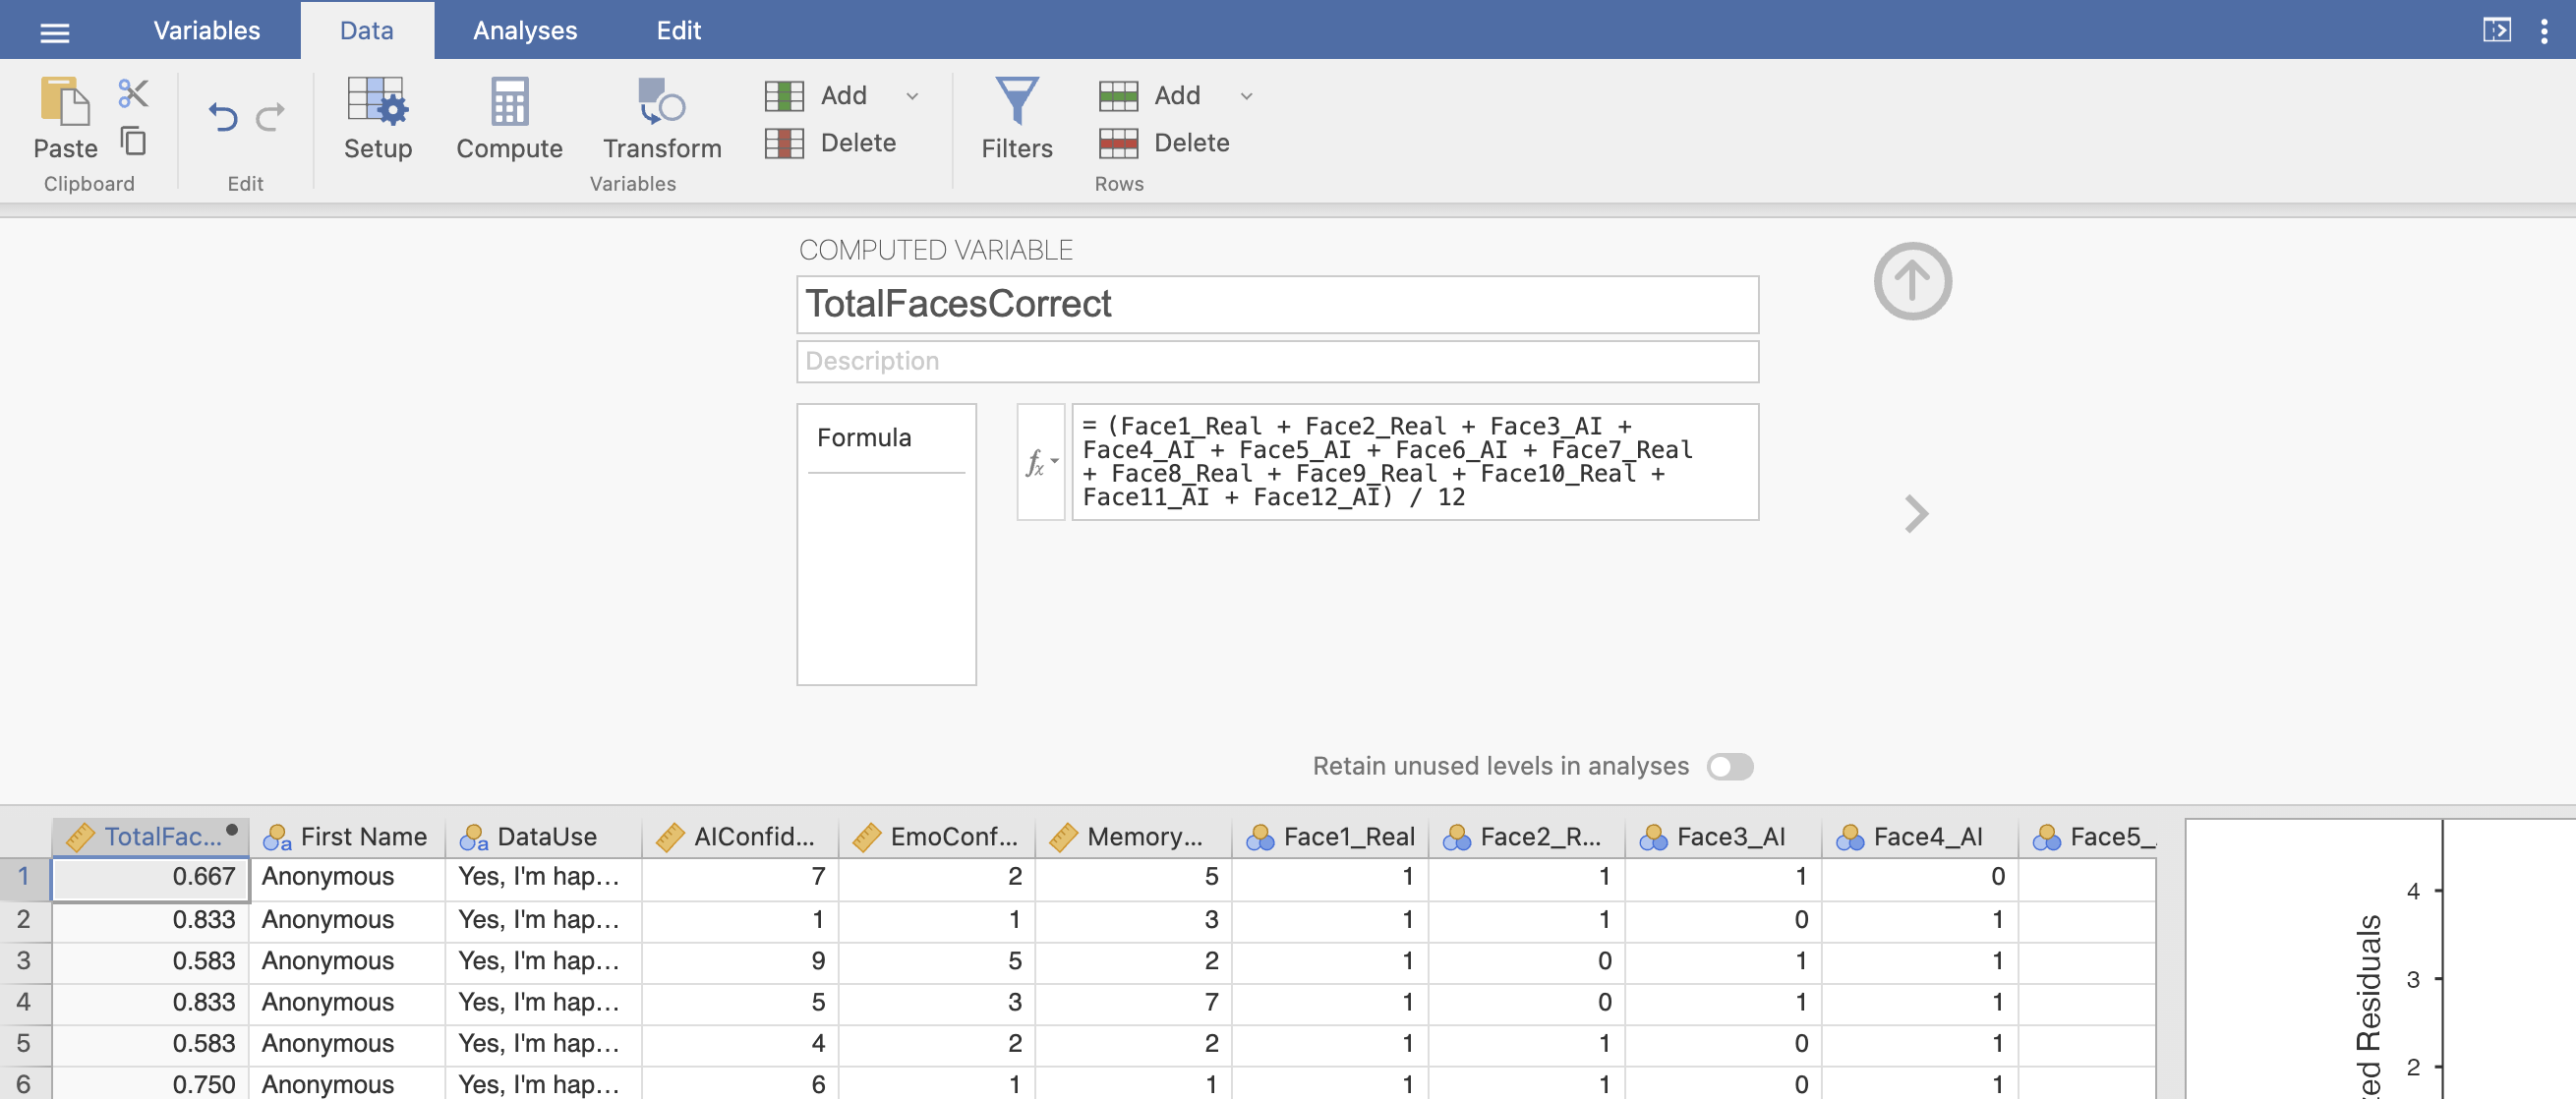 Variables Data Analyses Edit
Paste
Clipboard
Edit
Setup Compute Transform
Add
Delete
Variables
Filters
Add
Delete
Rows
COMPUTED VARIABLE
TotalFacesCorrect
Description
Formula
fx
= (Face1_Real + Face2_Real + Face3_AI +
Face4_AI + Face5_AI + Face6_AI + Face7_Real
+ Face8_Real + Face9_Real + Face10_Real +
Face11_AI + Face12_AI) / 12
Retain unused levels in analyses
TotalFac... First Name DataUse AIConfid... EmoConf... Memory... Face1_Real Face2_R... Face3_AI Face4_AI Face5_
1 0.667 Anonymous Yes, I'm hap... 7 2 5 1 1 1 0
2 0.833 Anonymous Yes, I'm hap... 1 1 3 1 1 0 1
3 0.583 Anonymous Yes, I'm hap... 9 5 2 1 0 1 1
4 0.833 Anonymous Yes, I'm hap... 5 3 7 1 0 1 1
5 0.583 Anonymous Yes, I'm hap... 4 2 2 1 1 0 1
6 0.750 Anonymous Yes, I'm hap... 6 1 1 1 1 0 1
4
3
2
zed Residuals